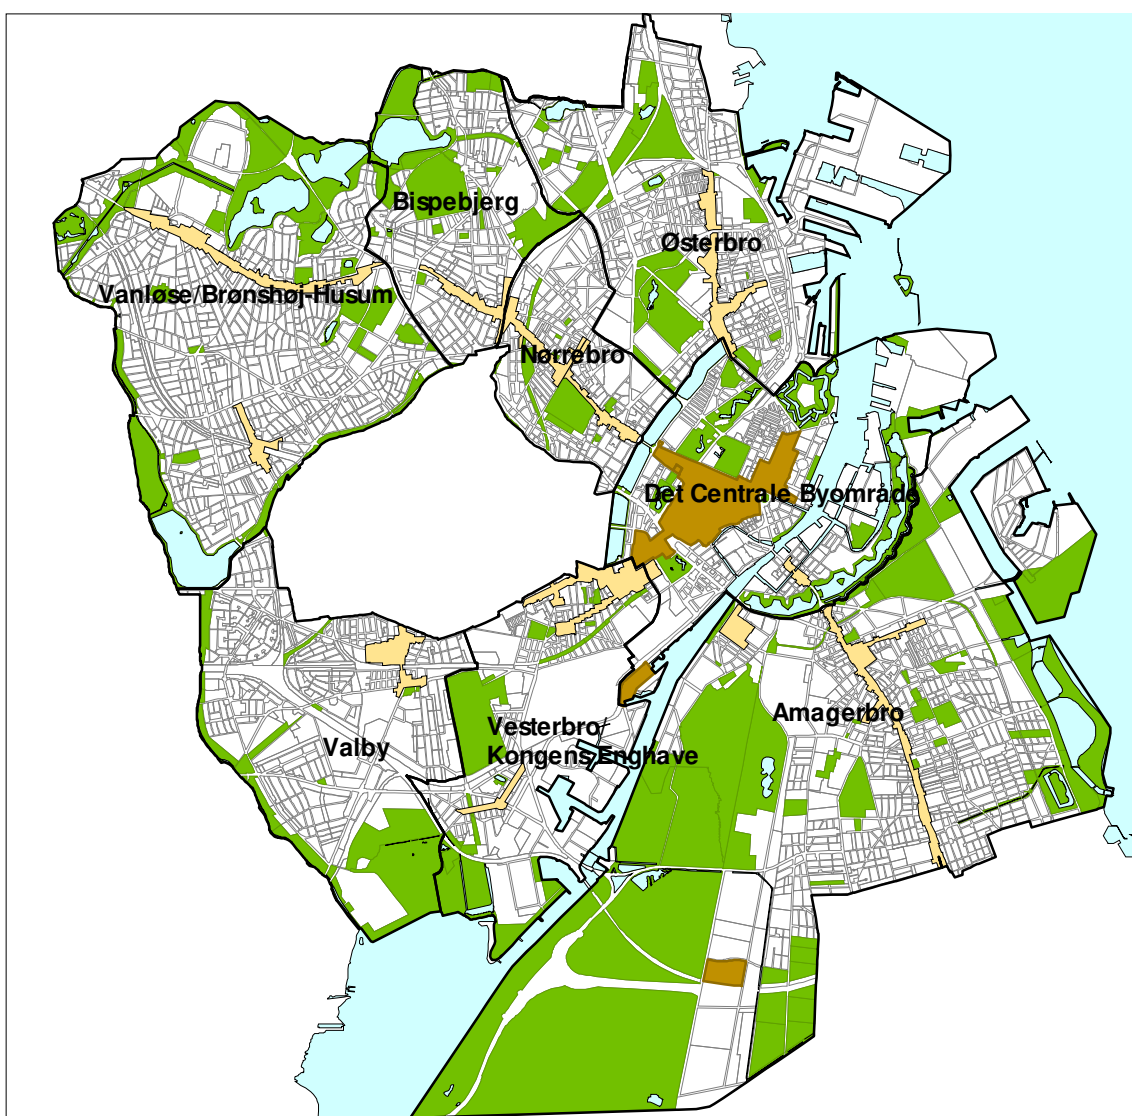 Bispebjerg
Østerbro
Vanløse/Brønshøj-Husum
Nørrebro
Det Centrale Byområde
Amagerbro
Vesterbro/
Kongens Enghave
Valby